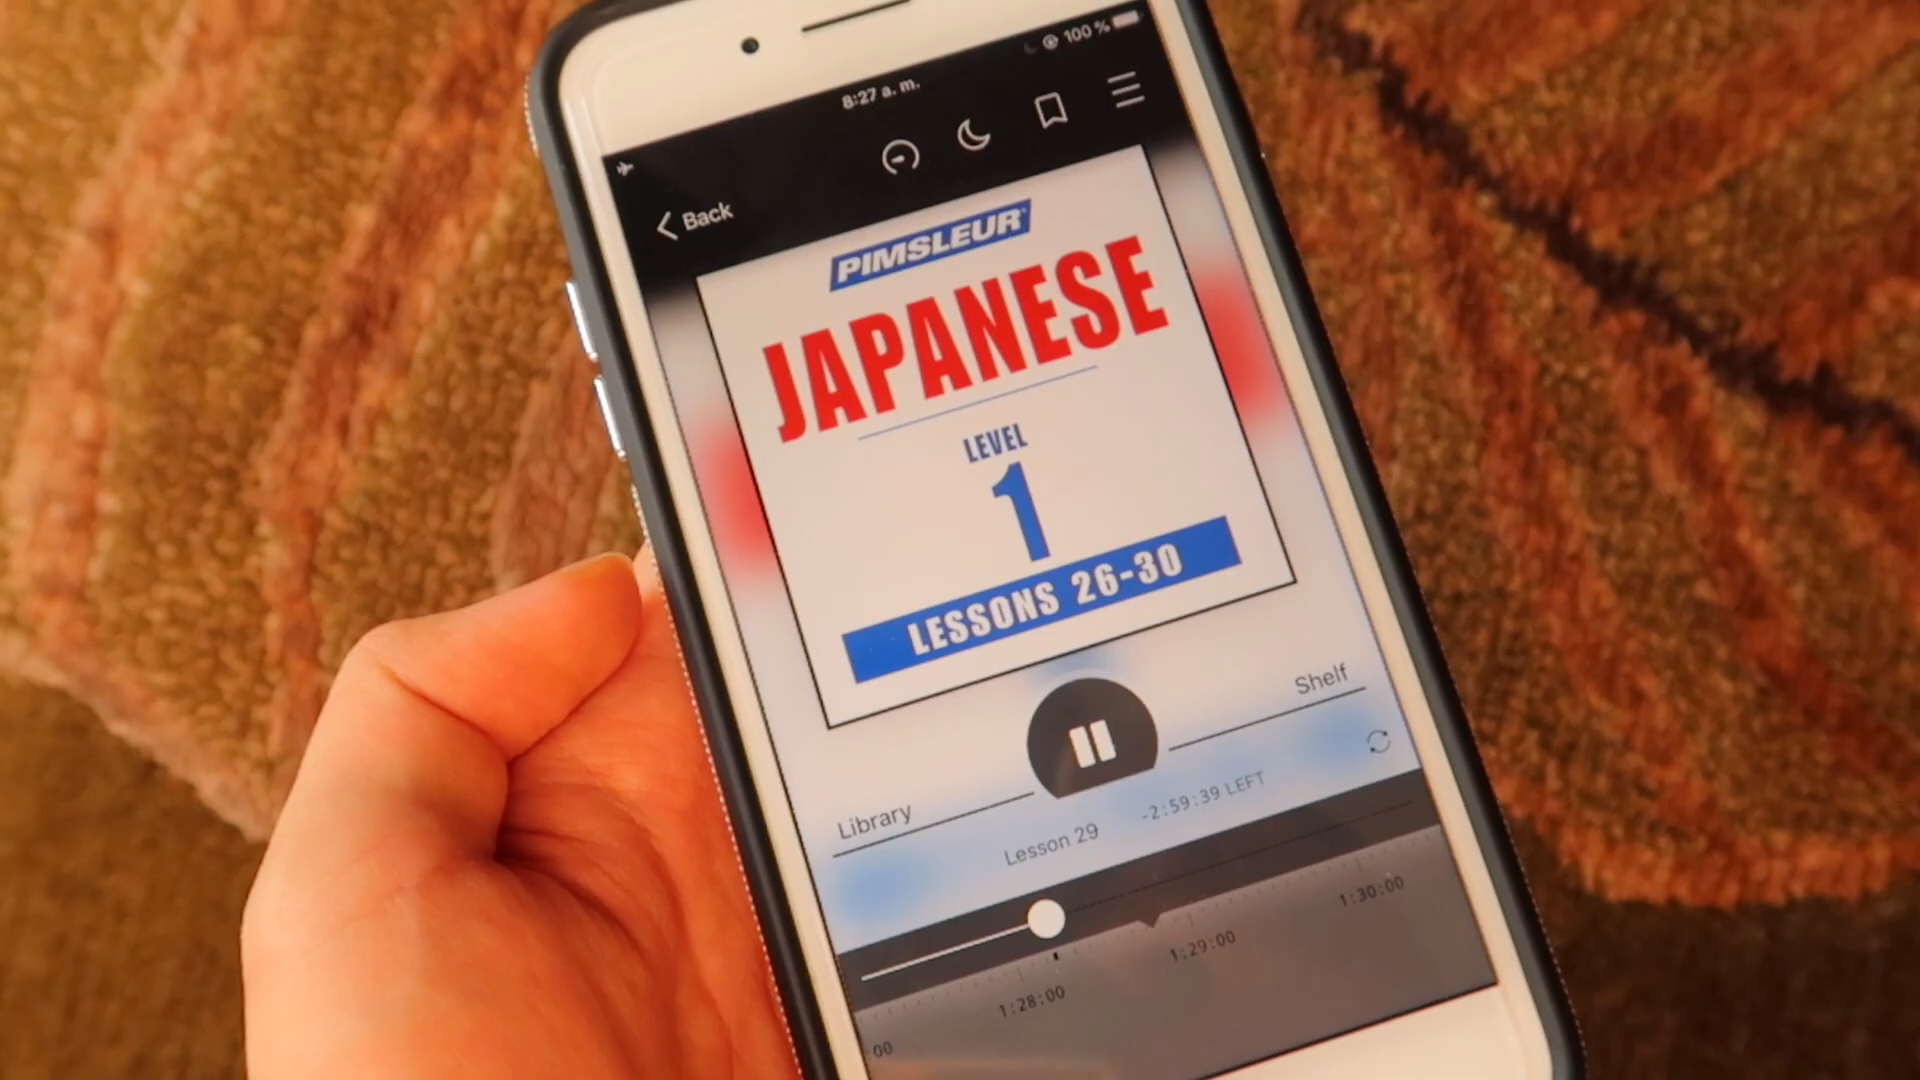 100 %
8:27 a. m.
Back
PIMSLEUR
JAPANESE
LEVEL
1
LESSONS 26-30
Shelf
Library
Lesson 29
-2:59:39 LEFT
1:30:00
1:29:00
1:28:00
:00